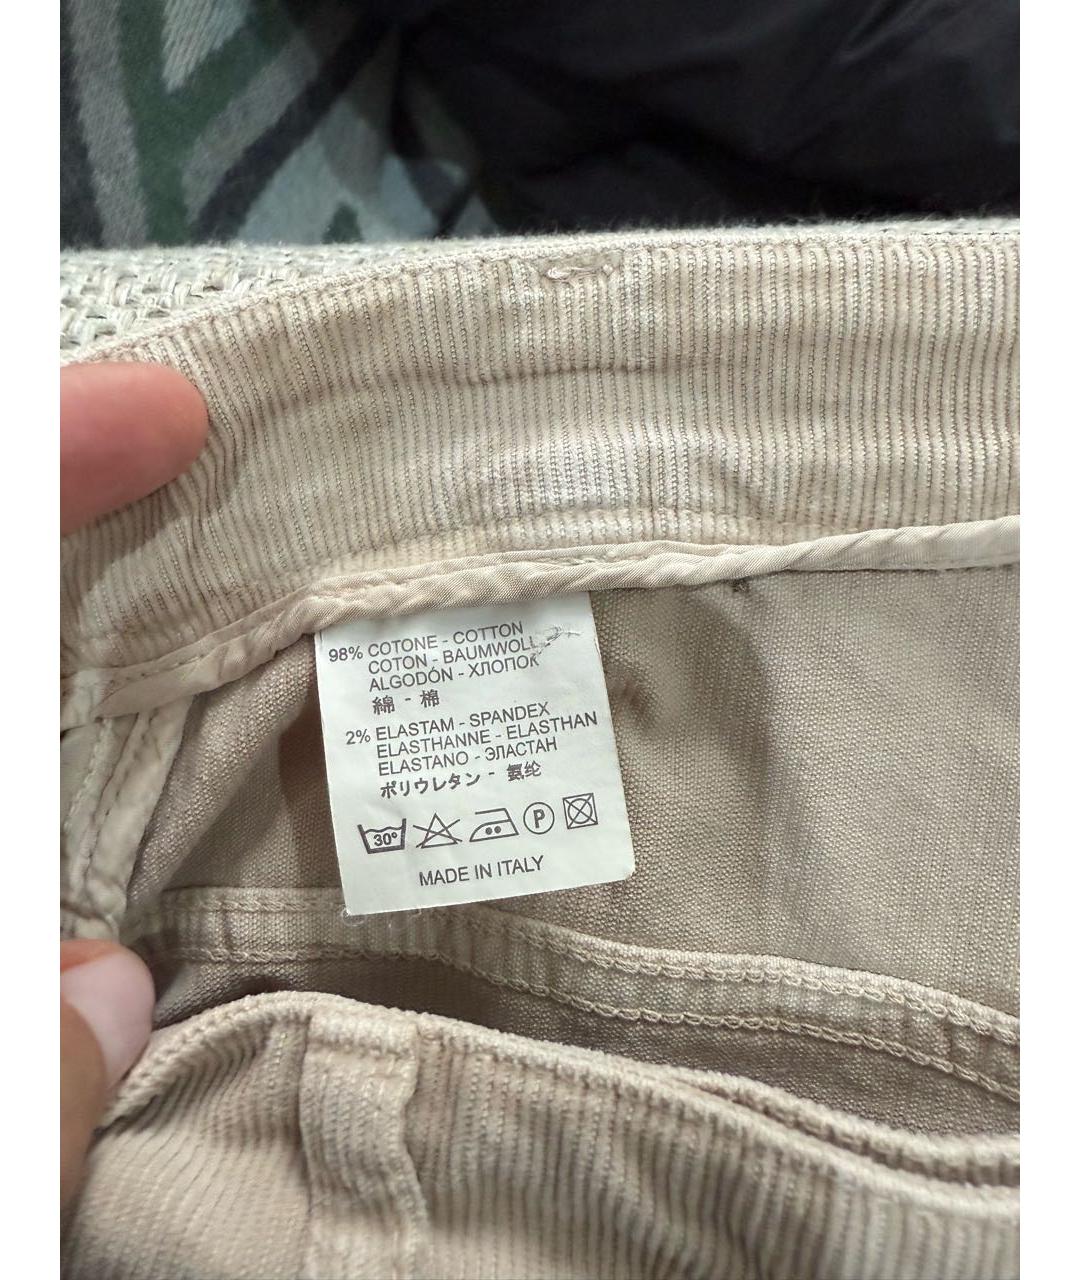 98% COTONE - COTTON
COTON - BAUMWOLL
ALGODÓN - ХЛОПОК
綿 - 棉
2% ELASTAM - SPANDEX
ELASTHANNE - ELASTHAN
ELASTANO - ЭЛАСТАН
ポリウレタン - 氨纶
30° P
MADE IN ITALY